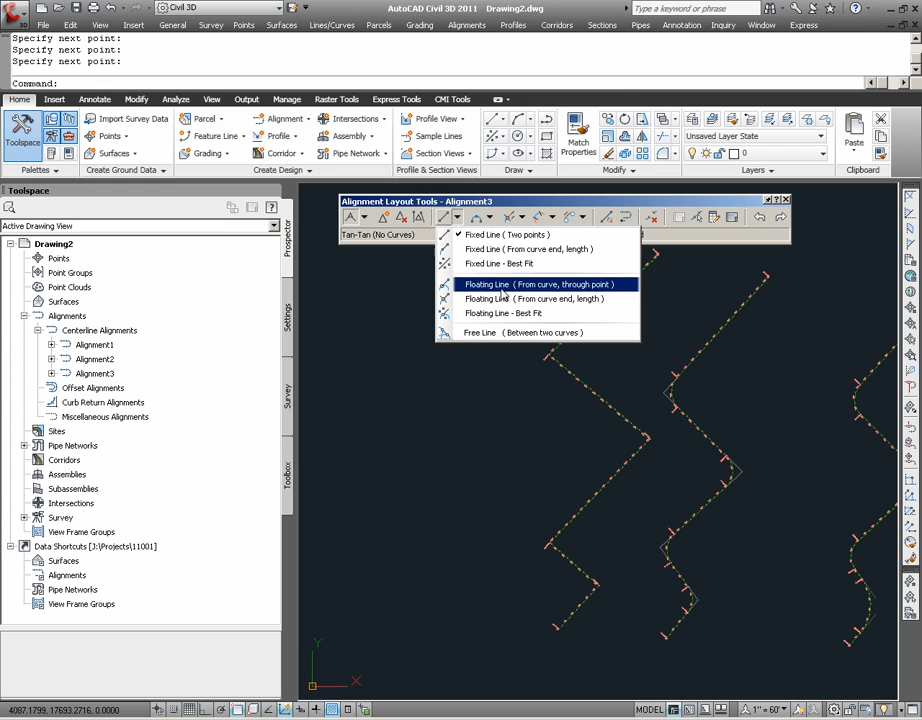 Civil 3D
AutoCAD Civil 3D 2011 Drawing2.dwg
Type a keyword or phrase
File Edit View Insert General Survey Points Surfaces Lines/Curves Parcels Grading Alignments Profiles Corridor Sections Pipes Annotation Inquiry Window Express
Specify next point:
Specify next point:
Specify next point:
Command:
Home Insert Annotate Modify Analyze View Output Manage Raster Tools Express Tools CMI Tools
Toolspace
Import Survey Data
Points
Surfaces
Parcel
Feature Line
Grading
Alignment
Profile
Corridor
Intersections
Assembly
Pipe Network
Profile View
Sample Lines
Section Views
Match Properties
Unsaved Layer State
0
Paste
Palettes Create Ground Data Create Design Profile & Section Views Draw Modify Layers Clipboard
Toolspace
Active Drawing View
Drawing2
Points
Point Groups
Point Clouds
Surfaces
Alignments
Centerline Alignments
Alignment1
Alignment2
Alignment3
Offset Alignments
Curb Return Alignments
Miscellaneous Alignments
Sites
Pipe Networks
Corridors
Assemblies
Subassemblies
Intersections
Survey
View Frame Groups
Data Shortcuts [J:\Projects\11001]
Surfaces
Alignments
Pipe Networks
View Frame Groups
Prospector
Settings
Survey
Toolbox
Alignment Layout Tools - Alignment3
Tan-Tan (No Curves)
Fixed Line ( Two points )
Fixed Line ( From curve end, length )
Fixed Line - Best Fit
Floating Line ( From curve, through point )
Floating Line ( From curve end, length )
Floating Line - Best Fit
Free Line ( Between two curves )
Y
X
4087.1799, 17693.2716, 0.0000
MODEL
1" = 60'